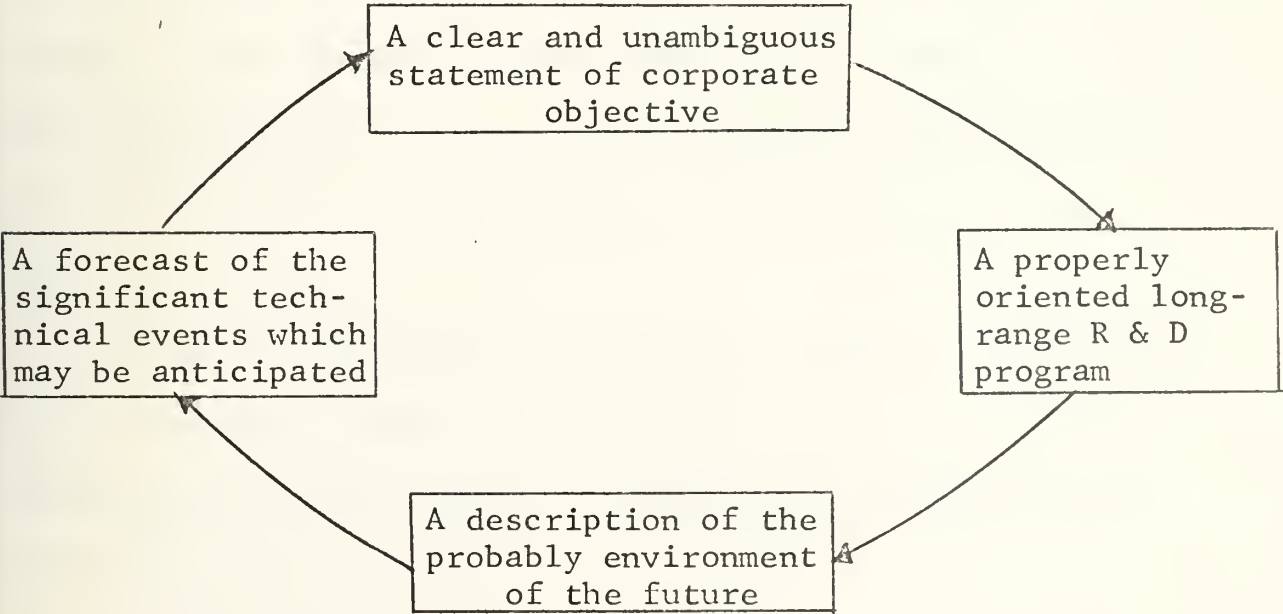 A clear and unambiguous
statement of corporate
objective
A forecast of the
significant tech-
nical events which
may be anticipated
A properly
oriented long-
range R & D
program
A description of the
probably environment
of the future